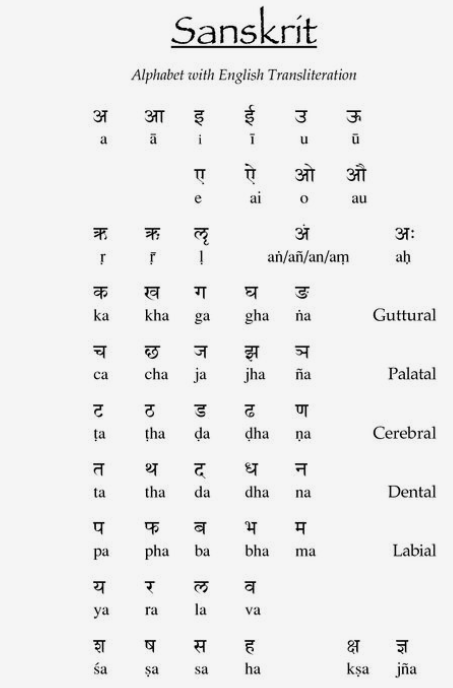 Sanskrit
Alphabet with English Transliteration
अ आ इ ई उ ऊ
a ā i ī u ū
ए ऐ ओ औ
e ai o au
ऋ ॠ ऌ अं अः
ṛ ṝ ḷ aṅ/añ/an/aṃ aḥ
क ख ग घ ङ
ka kha ga gha ṅa Guttural
च छ ज झ ञ
ca cha ja jha ña Palatal
ट ठ ड ढ ण
ṭa ṭha ḍa ḍha ṇa Cerebral
त थ द ध न
ta tha da dha na Dental
प फ ब भ म
pa pha ba bha ma Labial
य र ल व
ya ra la va
श ष स ह क्ष ज्ञ
śa ṣa sa ha kṣa jña